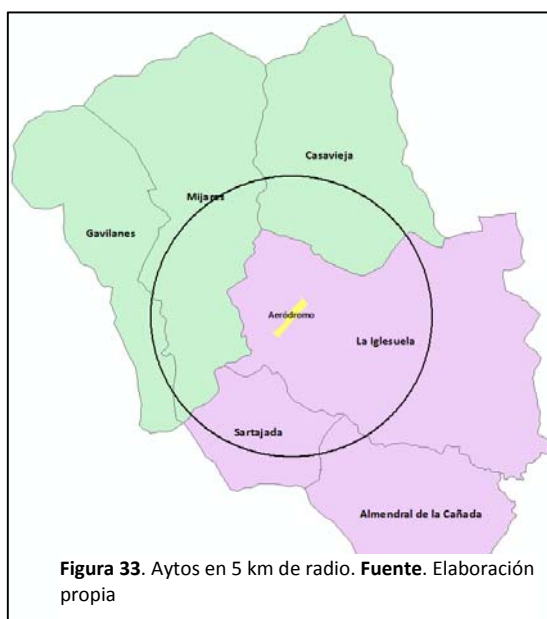 Casavieja
Mijares
Gavilanes
Aeródromo
La Iglesuela
Sartajada
Almendral de la Cañada
Figura 33. Aytos en 5 km de radio. Fuente. Elaboración
propia